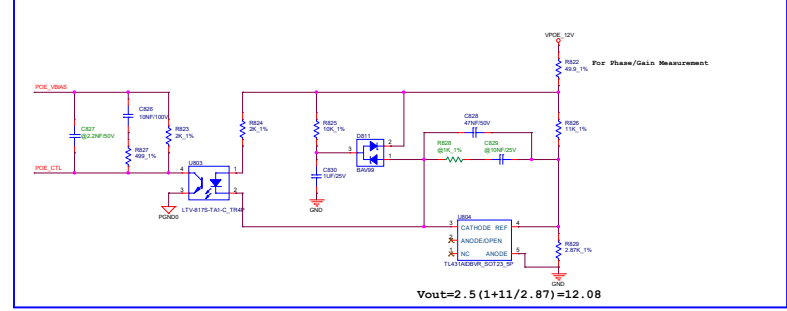 VPOE_12V
R822
49.9_1%
For Phase/Gain Measurement
POE_VBIAS
C826
10NF/100V
C827
@2.2NF/50V
R823
2K_1%
R824
2K_1%
R825
10K_1%
C828
47NF/50V
R826
11K_1%
D811
2
3
1
BAV99
R828
@1K_1%
C829
@10NF/25V
R827
499_1%
POE_CTL
U803
4
1
3
2
LTV-817S-TA1-C_TR4P
PGND0
C830
1UF/25V
GND
U804
3
CATHODE REF
4
2
ANODE/OPEN
1
NC
ANODE
5
TL431AIDBVR_SOT23_5P
R829
2.87K_1%
GND
Vout=2.5(1+11/2.87)=12.08